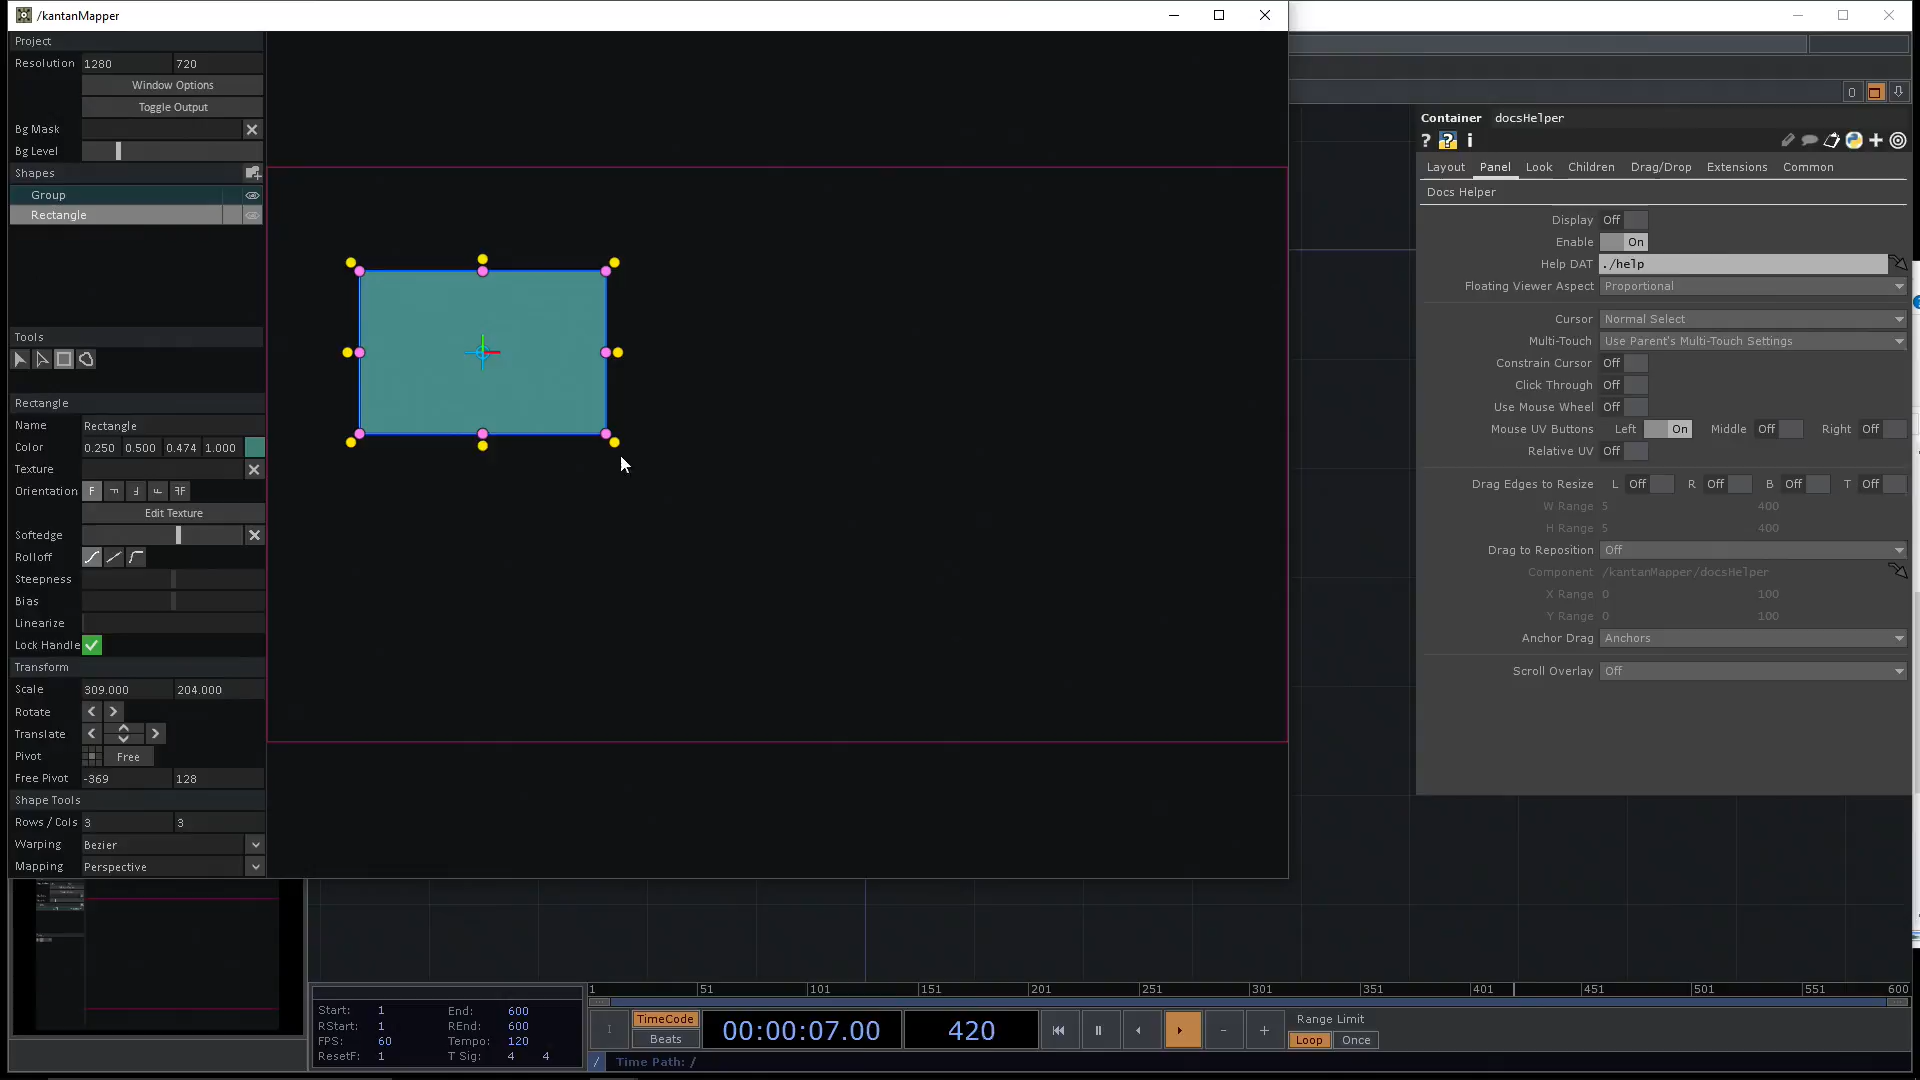 /kantanMapper
Project
Resolution 1280 720
Window Options
Toggle Output
Bg Mask
Bg Level
Shapes
Group
Rectangle
Tools
Rectangle
Name Rectangle
Color 0.250 0.500 0.474 1.000
Texture
Orientation F
Edit Texture
Softedge
Rolloff
Steepness
Bias
Linearize
Lock Handle
Transform
Scale 309.000 204.000
Rotate
Translate
Pivot Free
Free Pivot -369 128
Shape Tools
Rows / Cols 3 3
Warping Bezier
Mapping Perspective
0
Container docsHelper
? ? i
Layout Panel Look Children Drag/Drop Extensions Common
Docs Helper
Display Off
Enable On
Help DAT ./help
Floating Viewer Aspect Proportional
Cursor Normal Select
Multi-Touch Use Parent's Multi-Touch Settings
Constrain Cursor Off
Click Through Off
Use Mouse Wheel Off
Mouse UV Buttons Left On Middle Off Right Off
Relative UV Off
Drag Edges to Resize L Off R Off B Off T Off
W Range 5 400
H Range 5 400
Drag to Reposition Off
Component /kantanMapper/docsHelper
X Range 0 100
Y Range 0 100
Anchor Drag Anchors
Scroll Overlay Off
1 51 101 151 201 251 301 351 401 451 501 551 600
Start: 1 End: 600
RStart: 1 REnd: 600
FPS: 60 Tempo: 120
ResetF: 1 T Sig: 4 4
TimeCode
Beats
00:00:07.00
420
Range Limit
Loop Once
/ Time Path: /